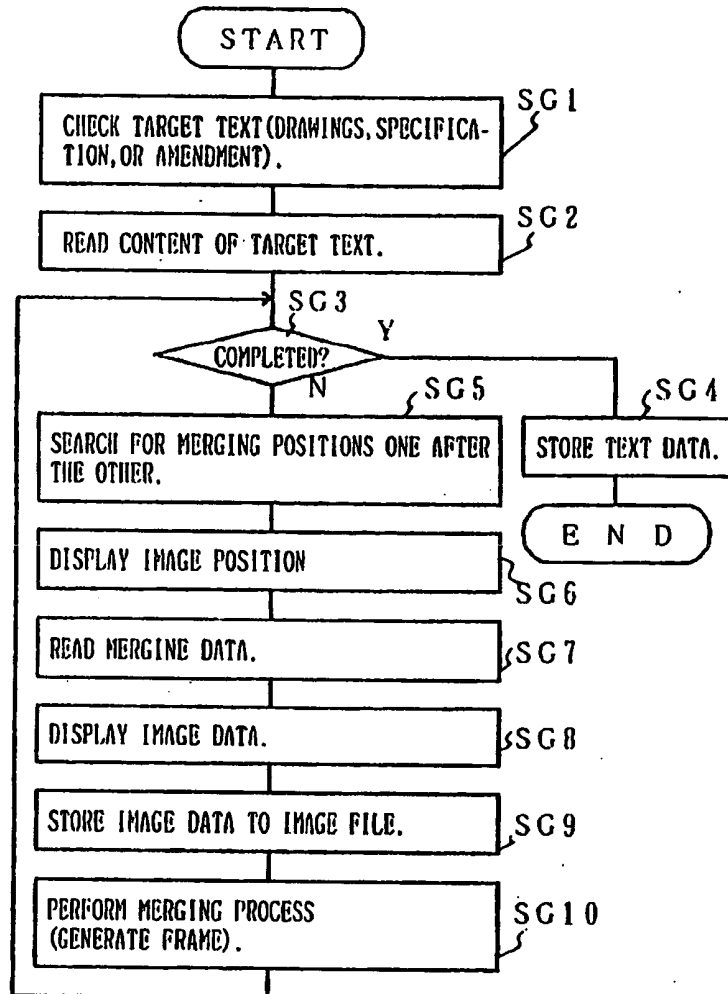 START
SG1
CHECK TARGET TEXT(DRAWINGS, SPECIFICA-
TION, OR AMENDMENT).
SG2
READ CONTENT OF TARGET TEXT.
SG3
Y
COMPLETED?
N
SG5
SG4
SEARCH FOR MERGING POSITIONS ONE AFTER
THE OTHER.
STORE TEXT DATA.
END
DISPLAY IMAGE POSITION
SG6
READ MERGINE DATA.
SG7
DISPLAY IMAGE DATA.
SG8
STORE IMAGE DATA TO IMAGE FILE.
SG9
PERFORM MERGING PROCESS
(GENERATE FRAME).
SG10